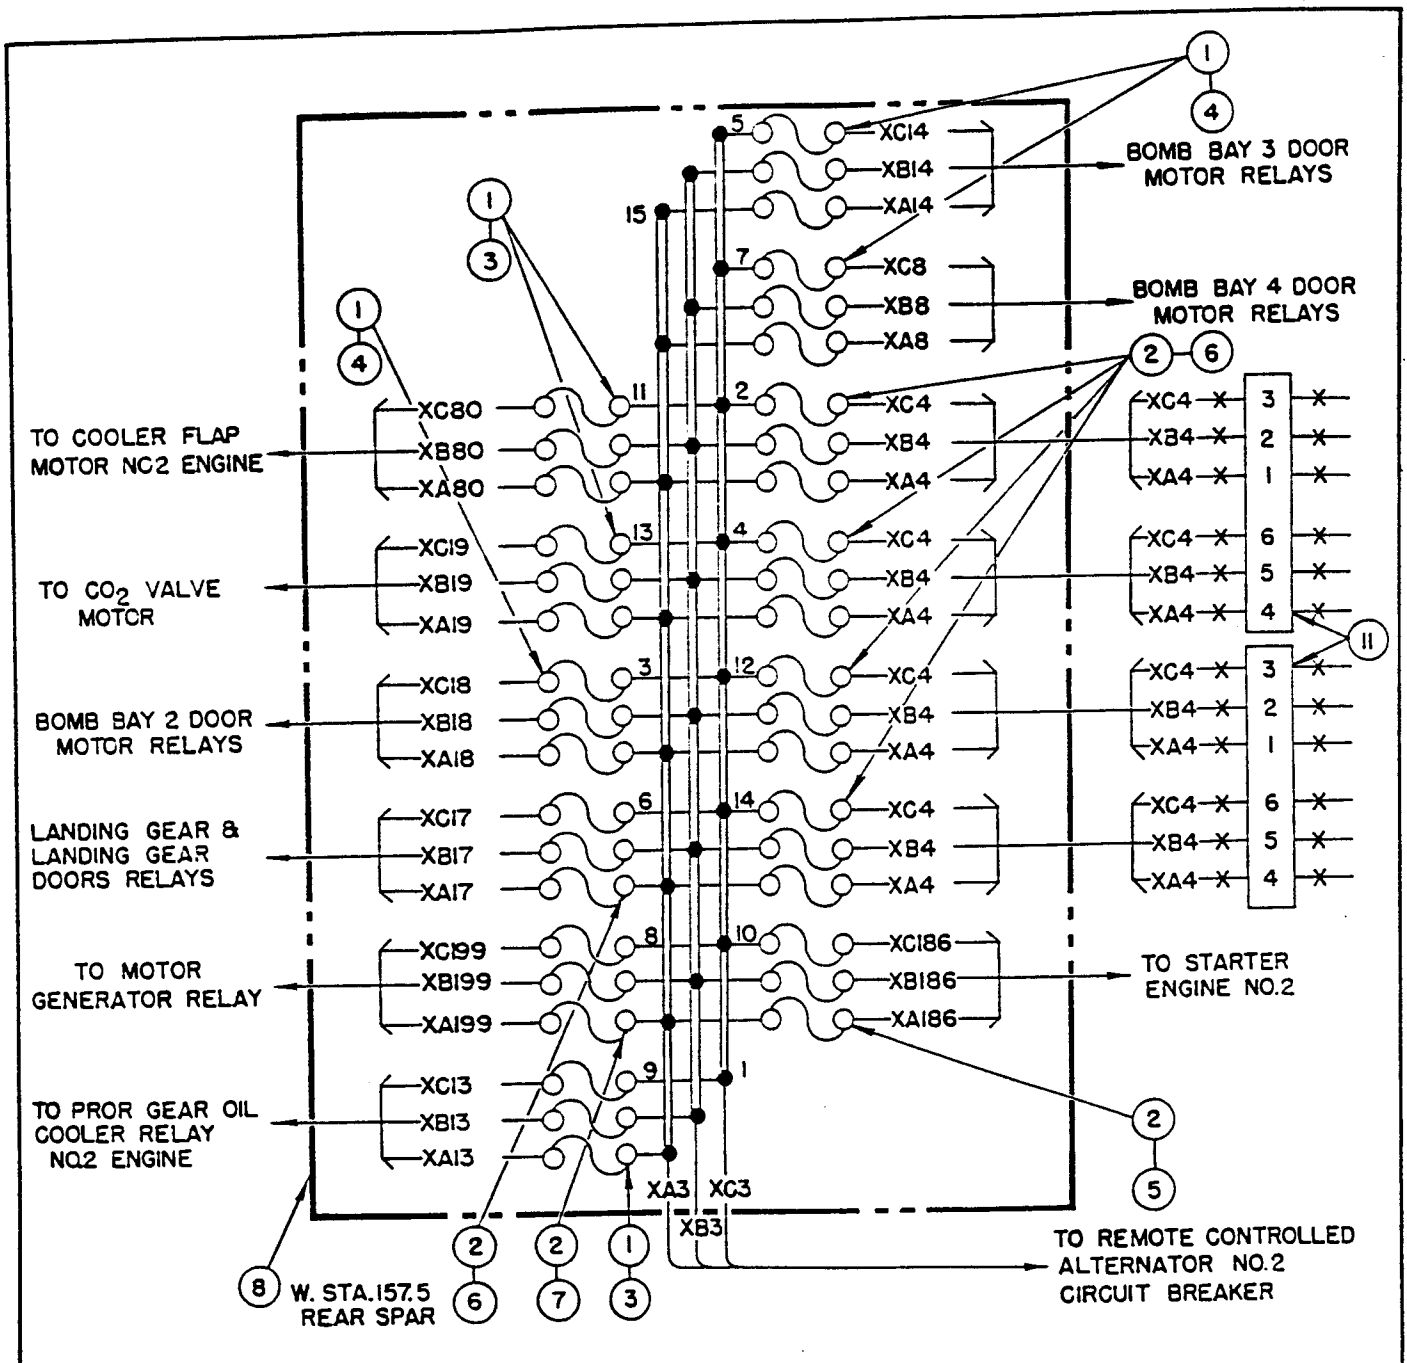 1
4
5
XC14
XB14
XA14
BOMB BAY 3 DOOR
MOTOR RELAYS
15
1
3
7
XC8
XB8
XA8
BOMB BAY 4 DOOR
MOTOR RELAYS
1
4
2
6
TO COOLER FLAP
MOTOR NO2 ENGINE
XC80
XB80
XA80
11
2
XC4
XB4
XA4
XC4 X 3 X
XB4 X 2 X
XA4 X 1 X
TO CO2 VALVE
MOTOR
XC19
XB19
XA19
13
4
XC4
XB4
XA4
XC4 X 6 X
XB4 X 5 X
XA4 X 4 X
11
BOMB BAY 2 DOOR
MOTOR RELAYS
XC18
XB18
XA18
3
12
XC4
XB4
XA4
XC4 X 3 X
XB4 X 2 X
XA4 X 1 X
LANDING GEAR &
LANDING GEAR
DOORS RELAYS
XC17
XB17
XA17
6
14
XC4
XB4
XA4
XC4 X 6 X
XB4 X 5 X
XA4 X 4 X
TO MOTOR
GENERATOR RELAY
XC199
XB199
XA199
8
10
XC186
XB186
XA186
TO STARTER
ENGINE NO.2
TO PROR GEAR OIL
COOLER RELAY
NO.2 ENGINE
XC13
XB13
XA13
9
1
2
5
XA3 XC3
XB3
8
W. STA.157.5
REAR SPAR
2
6
2
7
1
3
TO REMOTE CONTROLLED
ALTERNATOR NO.2
CIRCUIT BREAKER